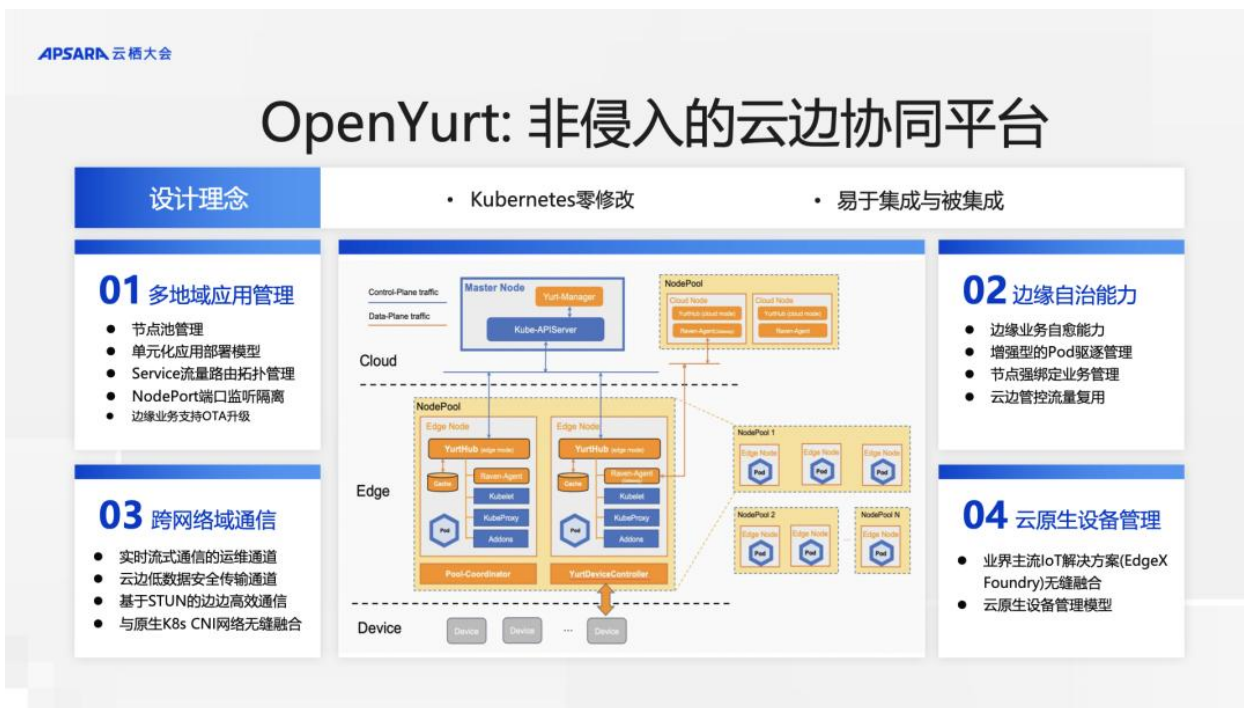 APSARA 云栖大会
OpenYurt: 非侵入的云边协同平台
设计理念
• Kubernetes零修改
• 易于集成与被集成
01 多地域应用管理
● 节点池管理
● 单元化应用部署模型
● Service流量路由拓扑管理
● NodePort端口监听隔离
● 边缘业务支持OTA升级
03 跨网络域通信
● 实时流式通信的运维通道
● 云边低数据安全传输通道
● 基于STUN的边边高效通信
● 与原生K8s CNI网络无缝融合
Control-Plane traffic
Data-Plane traffic
Master Node
Yurt-Manager
Kube-APIServer
Cloud
NodePool
Cloud Node
YurtHub (cloud mode)
Raven-Agent(Gateway)
Cloud Node
YurtHub (cloud mode)
Raven-Agent
Edge
NodePool
Edge Node
YurtHub (edge mode)
Cache
Raven-Agent
Kubelet
KubeProxy
Addons
Pod
Edge Node
YurtHub (edge mode)
Cache
Raven-Agent
(Gateway)
Kubelet
KubeProxy
Addons
Pod
Pool-Coordinator
YurtDeviceController
NodePool 1
Edge Node
Pod
Edge Node
Pod
Edge Node
Pod
NodePool 2
Edge Node
Pod
Edge Node
Pod
...
NodePool N
Edge Node
Pod
Device
Device
Device
...
Device
02 边缘自治能力
● 边缘业务自愈能力
● 增强型的Pod驱逐管理
● 节点强绑定业务管理
● 云边管控流量复用
04 云原生设备管理
● 业界主流IoT解决方案(EdgeX
Foundry)无缝融合
● 云原生设备管理模型